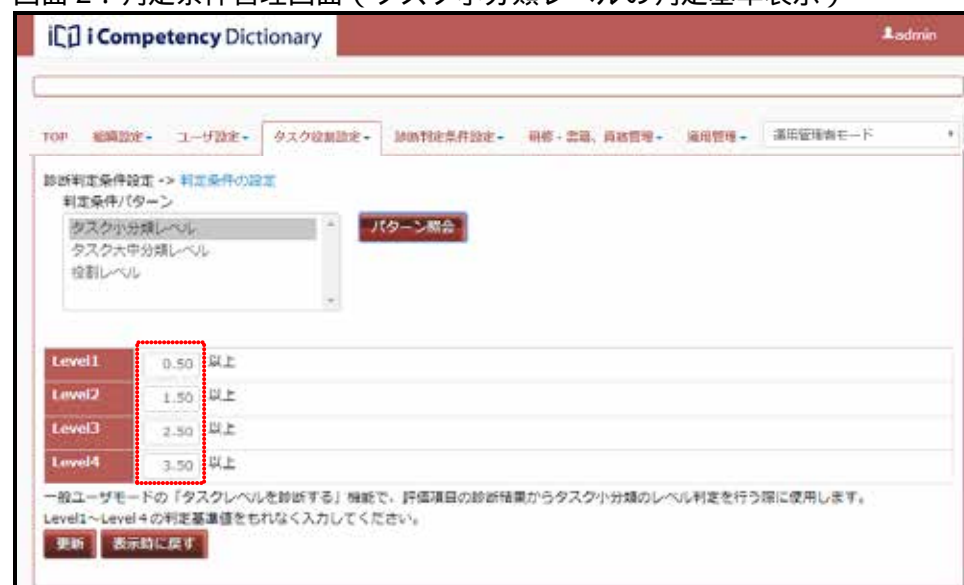 画面2:判定条件管理画面(タスク小分類レベルの判定基準表示)
i Competency Dictionary
admin
TOP 組織設定 ユーザ設定 タスク役割設定 診断判定条件設定 研修・書籍、資格管理 運用管理 運用管理者モード
診断判定条件設定 -> 判定条件の設定
判定条件パターン
タスク小分類レベル
パターン照会
タスク大中分類レベル
役割レベル
Level1 0.50 以上
Level2 1.50 以上
Level3 2.50 以上
Level4 3.50 以上
一般ユーザモードの「タスクレベルを診断する」機能で、評価項目の診断結果からタスク小分類のレベル判定を行う際に使用します。
Level1~Level4の判定基準値をもれなく入力してください。
更新 表示時に戻す